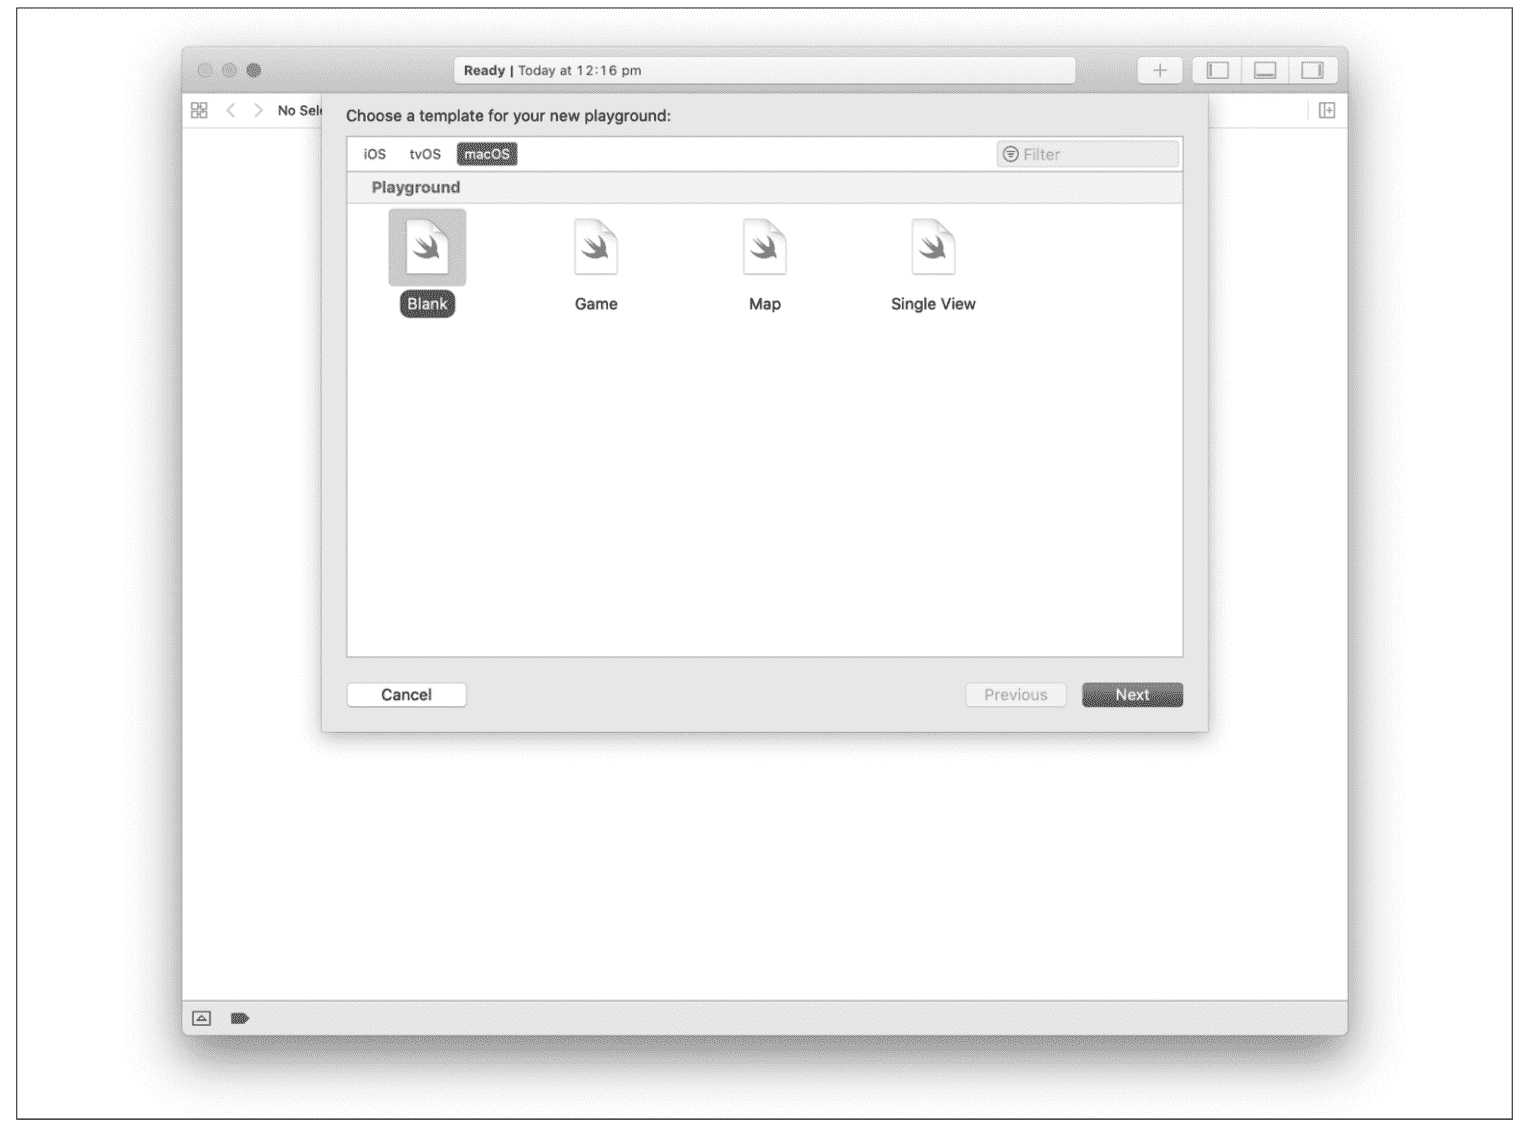 Ready | Today at 12:16 pm
No Sele
Choose a template for your new playground:
iOS tvOS macOS Filter
Playground
Blank Game Map Single View
Cancel Previous Next